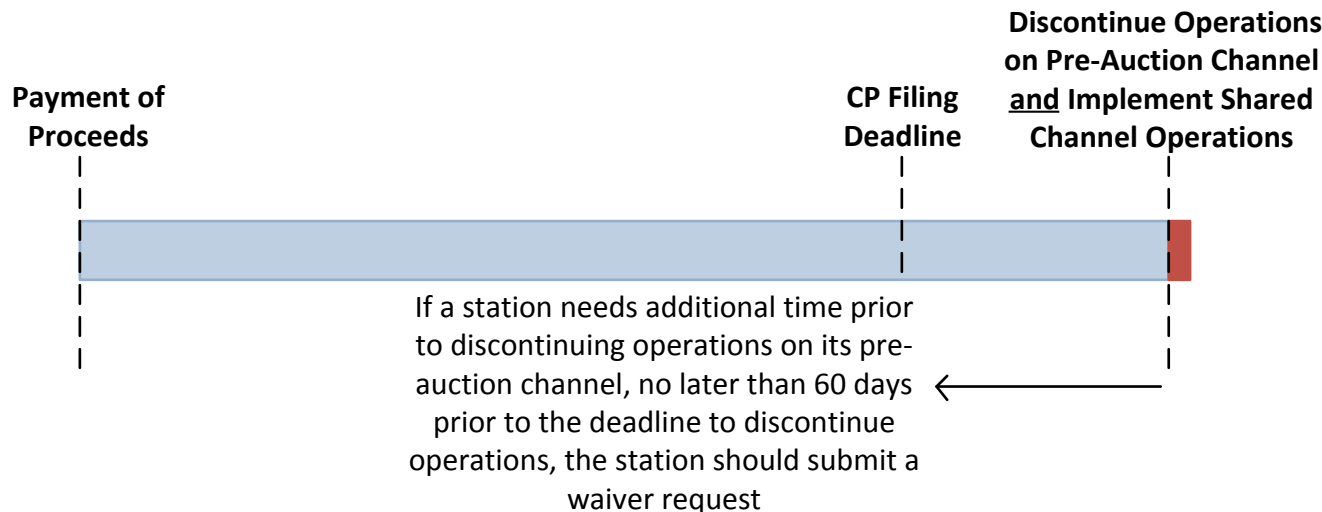 Payment of
Proceeds
CP Filing
Deadline
Discontinue Operations
on Pre-Auction Channel
and Implement Shared
Channel Operations
If a station needs additional time prior
to discontinuing operations on its pre-
auction channel, no later than 60 days
prior to the deadline to discontinue
operations, the station should submit a
waiver request